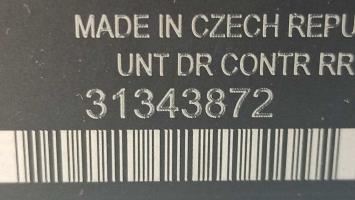 MADE IN CZECH REPU
UNT DR CONTR RR
31343872